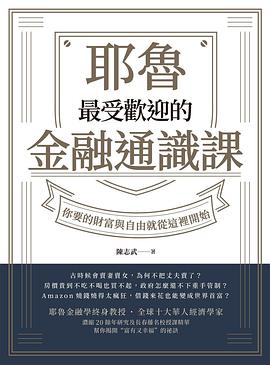 耶魯
最受歡迎的
金融通識課
你要的財富與自由就從這裡開始
陳志武——著
古時候會賣妻賣女，為何不把丈夫賣了？
房價貴到不吃不喝也買不起，政府怎麼還不下重手管制？
Amazon燒錢燒得太瘋狂，借錢來花也能變成世界首富？
耶魯金融學終身教授・全球十大華人經濟學家
濃縮20餘年研究及長春藤名校授課精華
幫你揭開“富有又幸福”的祕訣